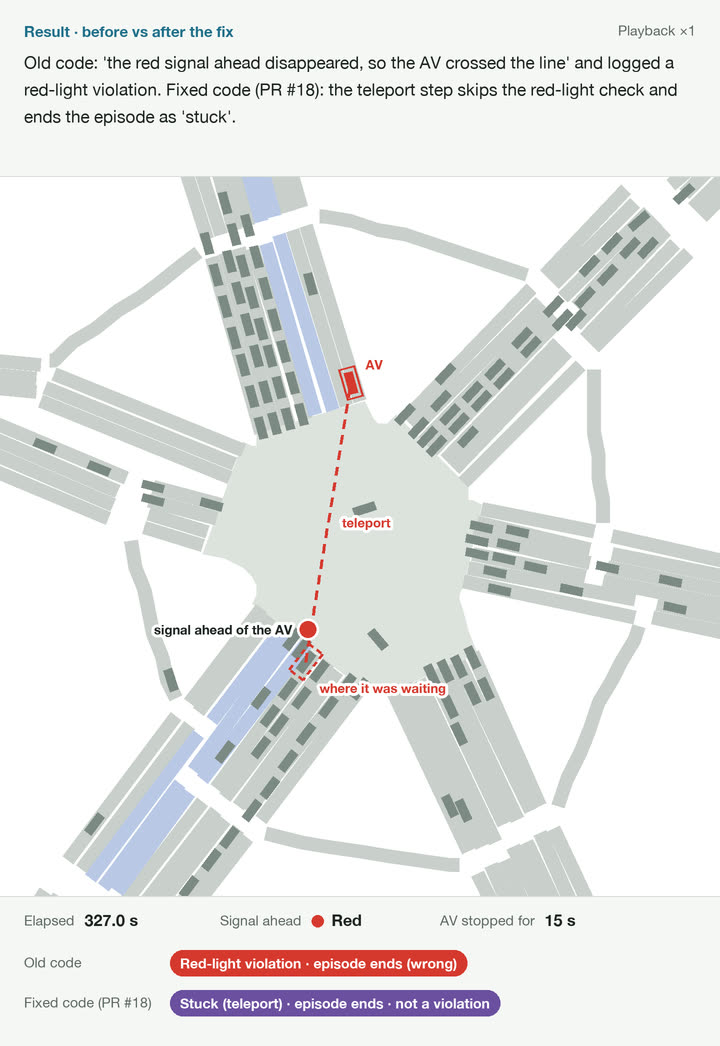 Result · before vs after the fix
Playback ×1
Old code: 'the red signal ahead disappeared, so the AV crossed the line' and logged a
red-light violation. Fixed code (PR #18): the teleport step skips the red-light check and
ends the episode as 'stuck'.
AV
teleport
signal ahead of the AV
where it was waiting
Elapsed 327.0 s
Signal ahead Red
AV stopped for 15 s
Old code
Red-light violation · episode ends (wrong)
Fixed code (PR #18)
Stuck (teleport) · episode ends · not a violation